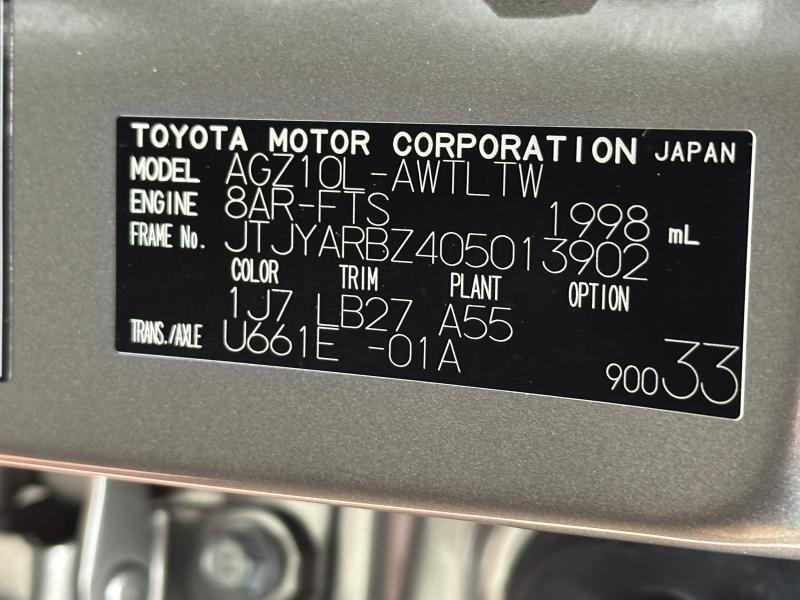 TOYOTA MOTOR CORPORATION JAPAN
MODEL AGZ10L-AWTLTW
ENGINE 8AR-FTS 1998 mL
FRAME No. JTJYARBZ405013902
COLOR TRIM PLANT OPTION
1J7 LB27 A55
TRANS./AXLE U661E -01A
90033